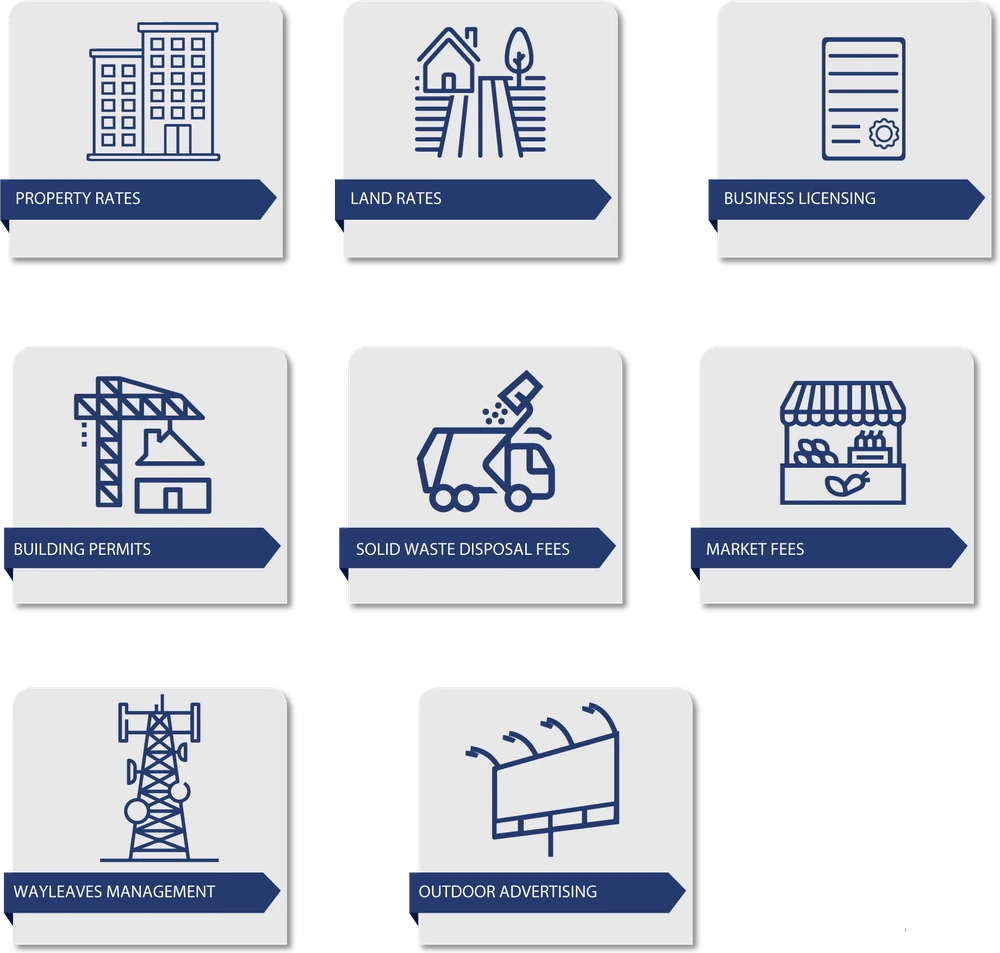 PROPERTY RATES
LAND RATES
BUSINESS LICENSING
BUILDING PERMITS
SOLID WASTE DISPOSAL FEES
MARKET FEES
WAYLEAVES MANAGEMENT
OUTDOOR ADVERTISING